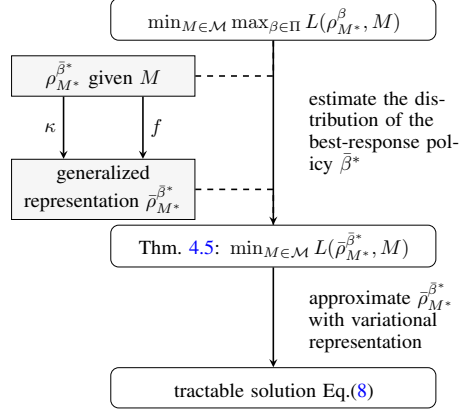 min_{M∈ℳ} max_{β∈Π} L(ρ^β_{M*}, M)
ρ^{β̄*}_{M*} given M
κ
f
generalized
representation ρ̄^{β̄*}_{M*}
estimate the dis-
tribution of the
best-response pol-
icy β̄*
Thm. 4.5: min_{M∈ℳ} L(ρ̄^{β̄*}_{M*}, M)
approximate ρ̄^{β̄*}_{M*}
with variational
representation
tractable solution Eq.(8)